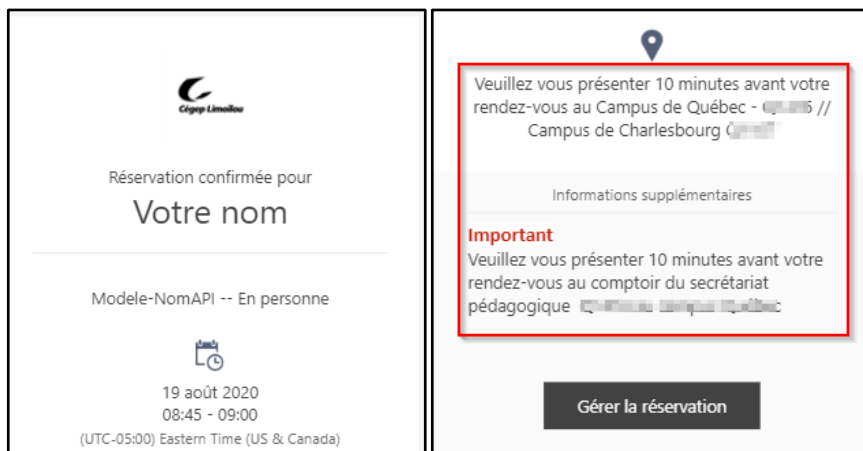 Cégep Limoilou
Réservation confirmée pour
Votre nom
Modele-NomAPI -- En personne
19 août 2020
08:45 - 09:00
(UTC-05:00) Eastern Time (US & Canada)
Veuillez vous présenter 10 minutes avant votre
rendez-vous au Campus de Québec - //
Campus de Charlesbourg
Informations supplémentaires
Important
Veuillez vous présenter 10 minutes avant votre
rendez-vous au comptoir du secrétariat
pédagogique
Gérer la réservation